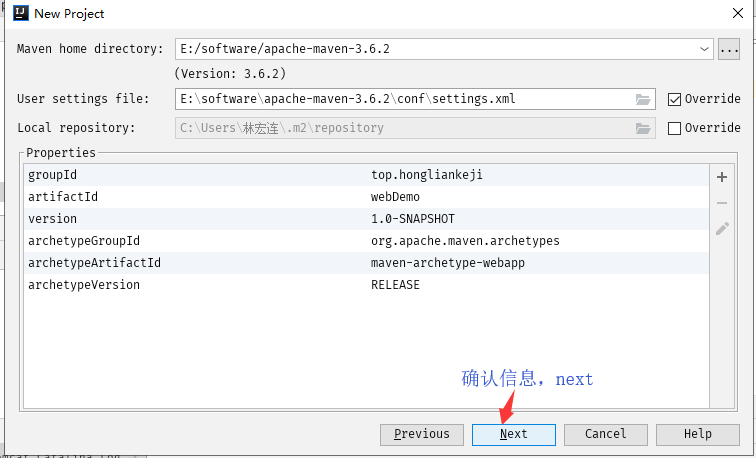 New Project
Maven home directory: E:/software/apache-maven-3.6.2 ...
(Version: 3.6.2)
User settings file: E:\software\apache-maven-3.6.2\conf\settings.xml Override
Local repository: C:\Users\林宏连\.m2\repository Override
Properties
groupId top.hongliankeji
artifactId webDemo
version 1.0-SNAPSHOT
archetypeGroupId org.apache.maven.archetypes
archetypeArtifactId maven-archetype-webapp
archetypeVersion RELEASE
确认信息，next
Previous Next Cancel Help